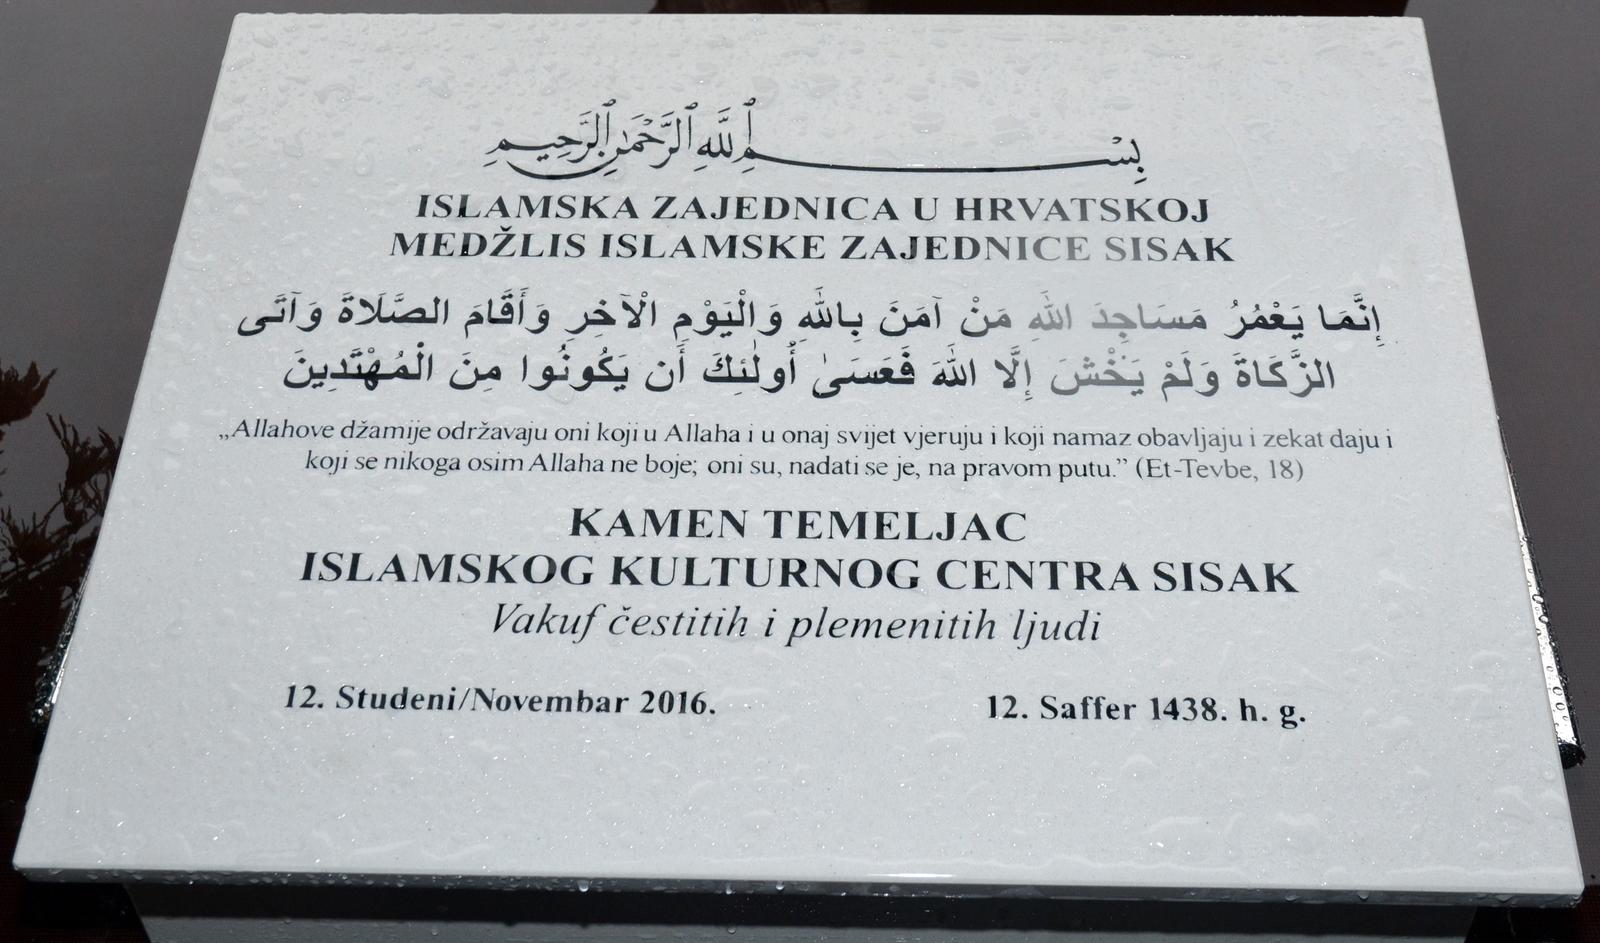 بِسْمِ ٱللَّهِ ٱلرَّحْمَٰنِ ٱلرَّحِيمِ
ISLAMSKA ZAJEDNICA U HRVATSKOJ
MEDŽLIS ISLAMSKE ZAJEDNICE SISAK
إِنَّمَا يَعْمُرُ مَسَاجِدَ اللَّهِ مَنْ آمَنَ بِاللَّهِ وَالْيَوْمِ الْآخِرِ وَأَقَامَ الصَّلَاةَ وَآتَى
الزَّكَاةَ وَلَمْ يَخْشَ إِلَّا اللَّهَ فَعَسَىٰ أُولَٰئِكَ أَن يَكُونُوا مِنَ الْمُهْتَدِينَ
„Allahove džamije održavaju oni koji u Allaha i u onaj svijet vjeruju i koji namaz obavljaju i zekat daju i
koji se nikoga osim Allaha ne boje; oni su, nadati se je, na pravom putu.” (Et-Tevbe, 18)
KAMEN TEMELJAC
ISLAMSKOG KULTURNOG CENTRA SISAK
Vakuf čestitih i plemenitih ljudi
12. Studeni/Novembar 2016. 12. Saffer 1438. h. g.